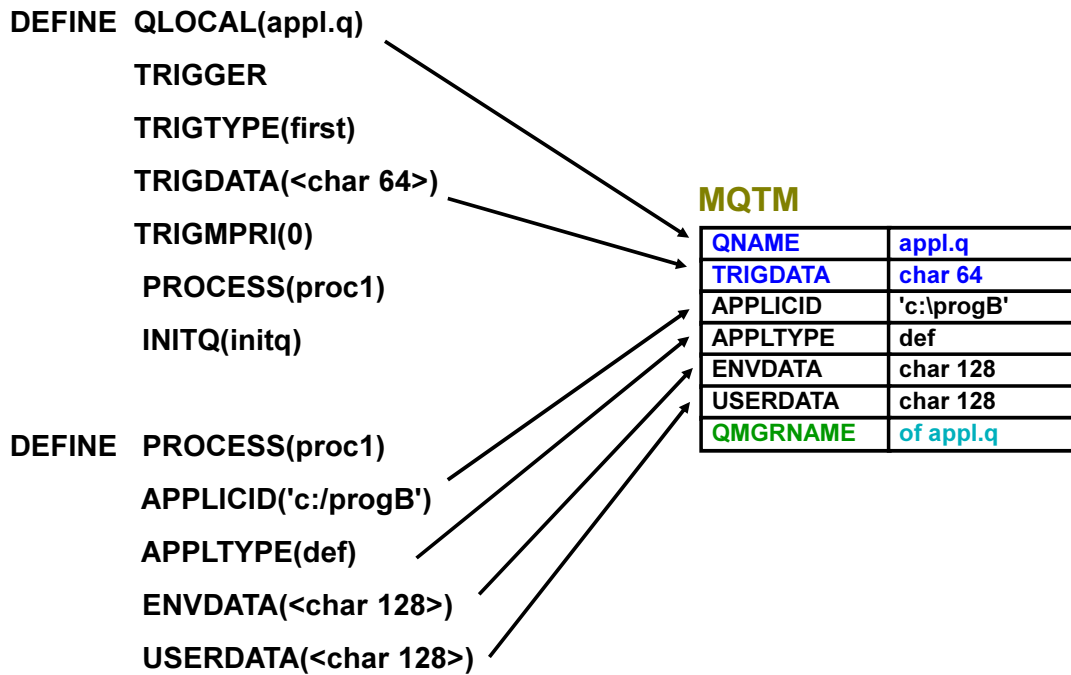 DEFINE QLOCAL(appl.q)
TRIGGER
TRIGTYPE(first)
TRIGDATA(<char 64>)
TRIGMPRI(0)
PROCESS(proc1)
INITQ(initq)
DEFINE PROCESS(proc1)
APPLICID('c:/progB')
APPLTYPE(def)
ENVDATA(<char 128>)
USERDATA(<char 128>)
MQTM
QNAME appl.q
TRIGDATA char 64
APPLICID 'c:\progB'
APPLTYPE def
ENVDATA char 128
USERDATA char 128
QMGRNAME of appl.q